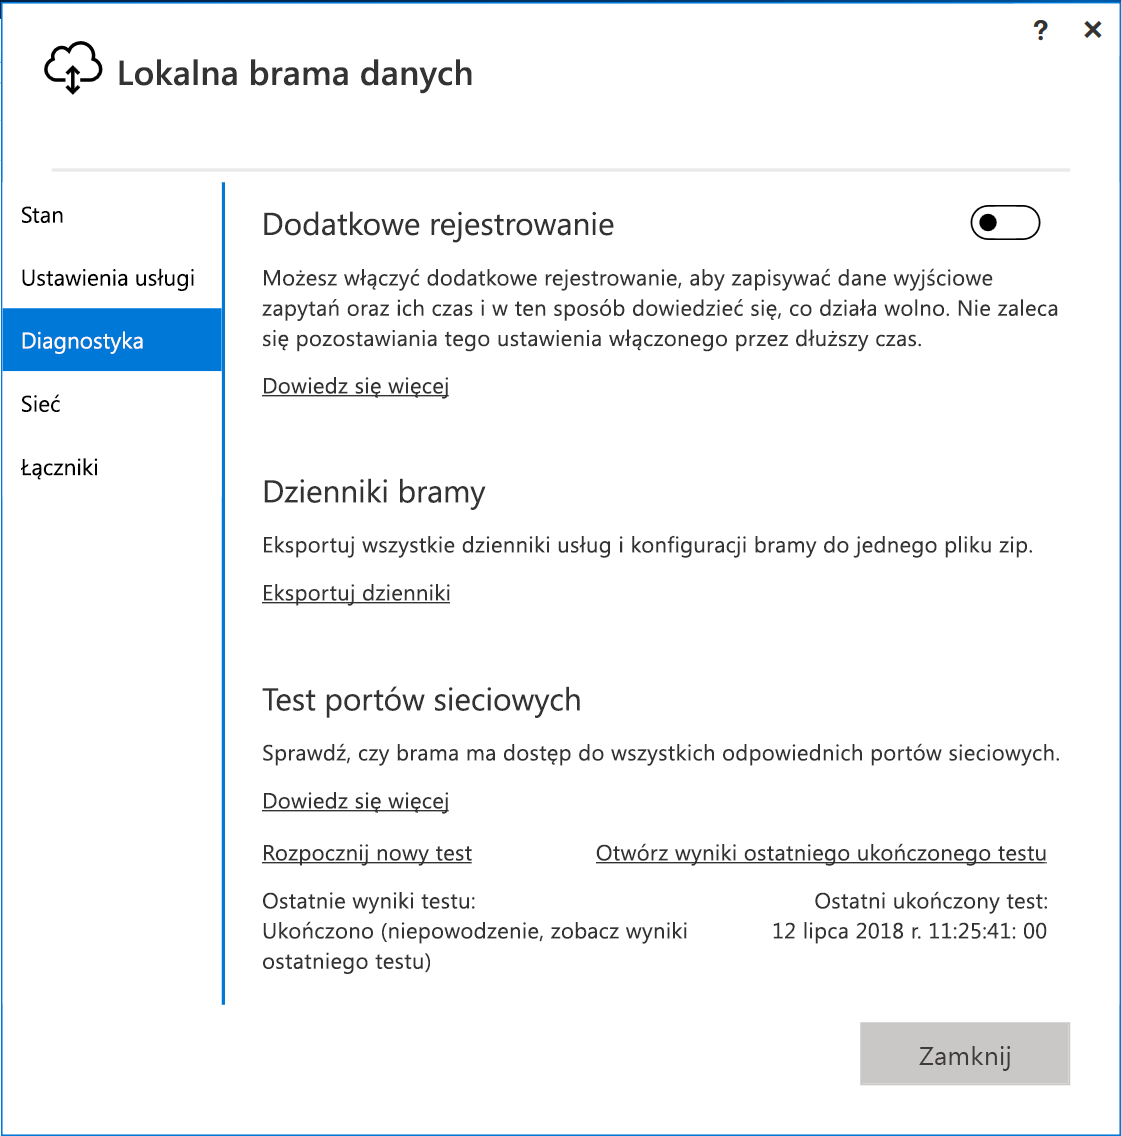 ?
Lokalna brama danych
Stan
Ustawienia usługi
Diagnostyka
Sieć
Łączniki
Dodatkowe rejestrowanie
Możesz włączyć dodatkowe rejestrowanie, aby zapisywać dane wyjściowe
zapytań oraz ich czas i w ten sposób dowiedzieć się, co działa wolno. Nie zaleca
się pozostawiania tego ustawienia włączonego przez dłuższy czas.
Dowiedz się więcej
Dzienniki bramy
Eksportuj wszystkie dzienniki usług i konfiguracji bramy do jednego pliku zip.
Eksportuj dzienniki
Test portów sieciowych
Sprawdź, czy brama ma dostęp do wszystkich odpowiednich portów sieciowych.
Dowiedz się więcej
Rozpocznij nowy test
Otwórz wyniki ostatniego ukończonego testu
Ostatnie wyniki testu:
Ukończono (niepowodzenie, zobacz wyniki
ostatniego testu)
Ostatni ukończony test:
12 lipca 2018 r. 11:25:41: 00
Zamknij